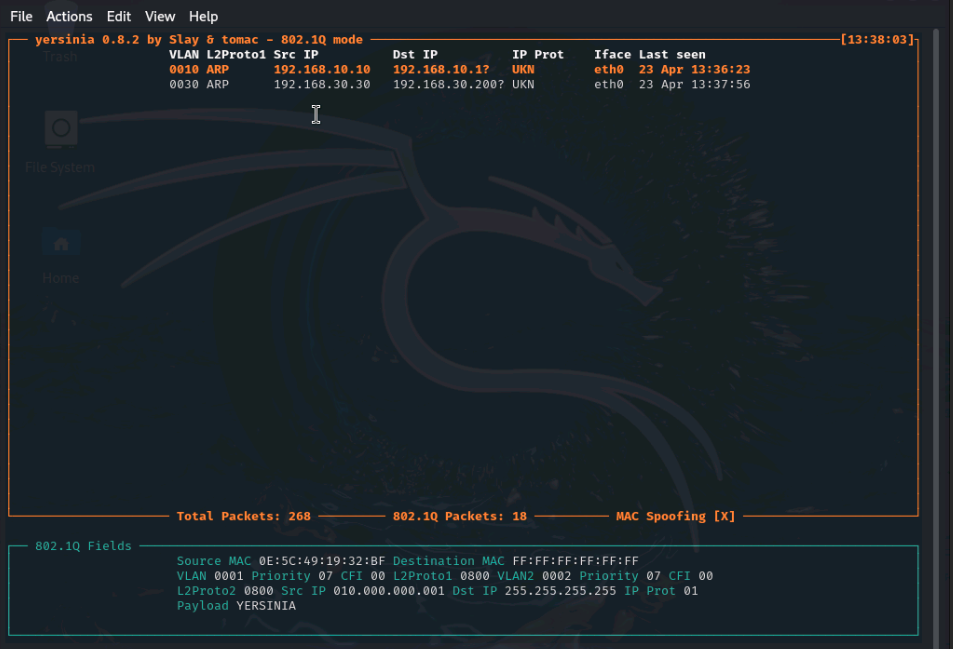 File Actions Edit View Help
yersinia 0.8.2 by Slay & tomac - 802.1Q mode [13:38:03]
Trash
VLAN L2Proto1 Src IP Dst IP IP Prot Iface Last seen
0010 ARP 192.168.10.10 192.168.10.1? UKN eth0 23 Apr 13:36:23
0030 ARP 192.168.30.30 192.168.30.200? UKN eth0 23 Apr 13:37:56
File System
Home
Total Packets: 268 802.1Q Packets: 18 MAC Spoofing [X]
802.1Q Fields
Source MAC 0E:5C:49:19:32:BF Destination MAC FF:FF:FF:FF:FF:FF
VLAN 0001 Priority 07 CFI 00 L2Proto1 0800 VLAN2 0002 Priority 07 CFI 00
L2Proto2 0800 Src IP 010.000.000.001 Dst IP 255.255.255.255 IP Prot 01
Payload YERSINIA